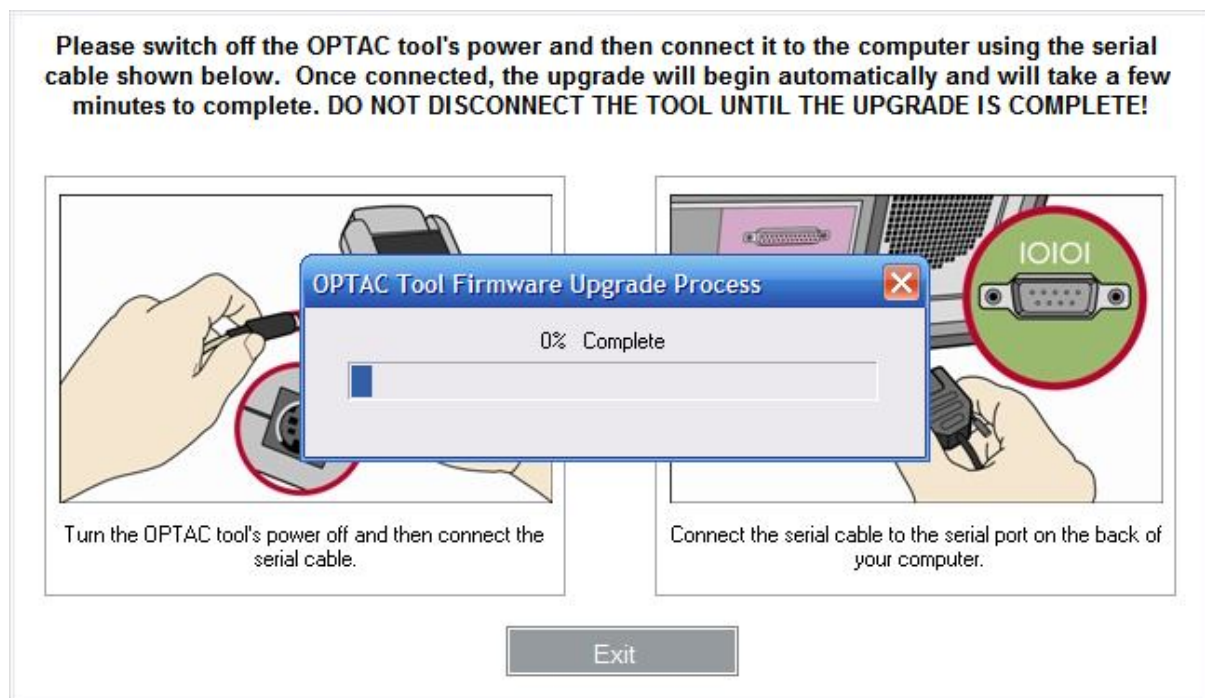 Please switch off the OPTAC tool's power and then connect it to the computer using the serial
cable shown below.  Once connected, the upgrade will begin automatically and will take a few
minutes to complete. DO NOT DISCONNECT THE TOOL UNTIL THE UPGRADE IS COMPLETE!
IOIOI
OPTAC Tool Firmware Upgrade Process
0%  Complete
Turn the OPTAC tool's power off and then connect the
serial cable.
Connect the serial cable to the serial port on the back of
your computer.
Exit